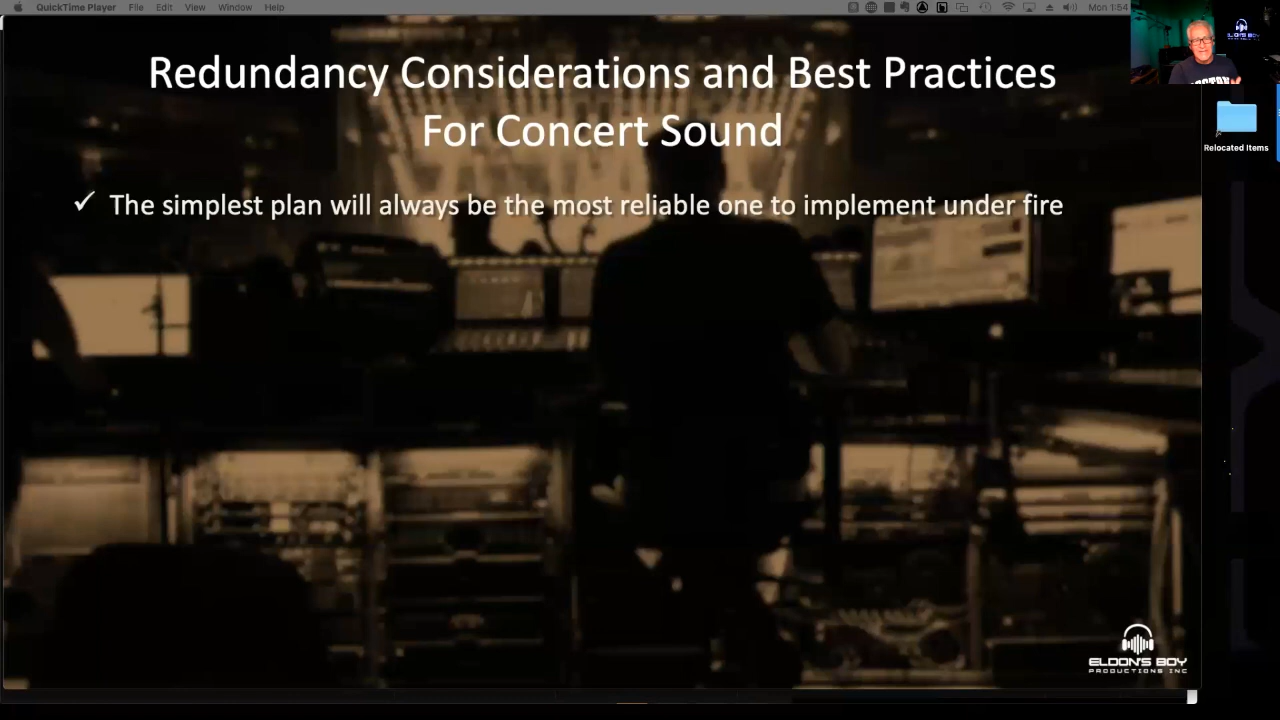 QuickTime Player File Edit View Window Help Mon 1:54
Redundancy Considerations and Best Practices
For Concert Sound
✓ The simplest plan will always be the most reliable one to implement under fire
Relocated Items
ELDON'S BOY
PRODUCTIONS INC